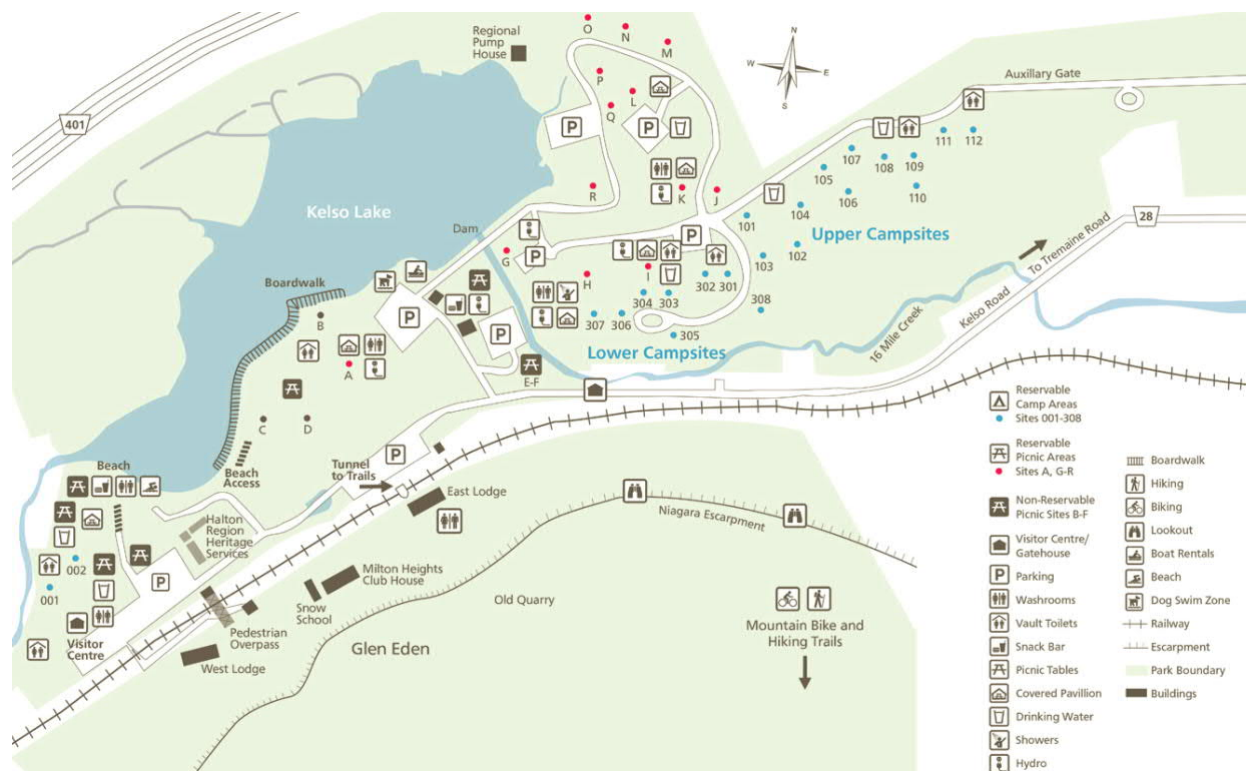 O
N
M
Regional
Pump
House
P
L
Q
N
W
E
S
Auxillary Gate
401
P
P
111
112
107
108
109
105
110
106
Kelso Lake
R
K
J
104
101
Upper Campsites
28
Dam
G
P
P
102
103
To Tremaine Road
H
I
302
301
304
303
308
307
306
305
Boardwalk
B
P
P
Lower Campsites
16 Mile Creek
Kelso Road
A
E-F
C
D
Beach
Beach
Access
Tunnel
to Trails
P
East Lodge
Niagara Escarpment
Halton
Region
Heritage
Services
002
001
P
Milton Heights
Club House
Snow
School
Old Quarry
Pedestrian
Overpass
Visitor
Centre
West Lodge
Glen Eden
Mountain Bike and
Hiking Trails
Reservable
Camp Areas
Sites 001-308
Reservable
Picnic Areas
Sites A, G-R
Non-Reservable
Picnic Sites B-F
Visitor Centre/
Gatehouse
P
Parking
Washrooms
Vault Toilets
Snack Bar
Picnic Tables
Covered Pavillion
Drinking Water
Showers
Hydro
Boardwalk
Hiking
Biking
Lookout
Boat Rentals
Beach
Dog Swim Zone
Railway
Escarpment
Park Boundary
Buildings